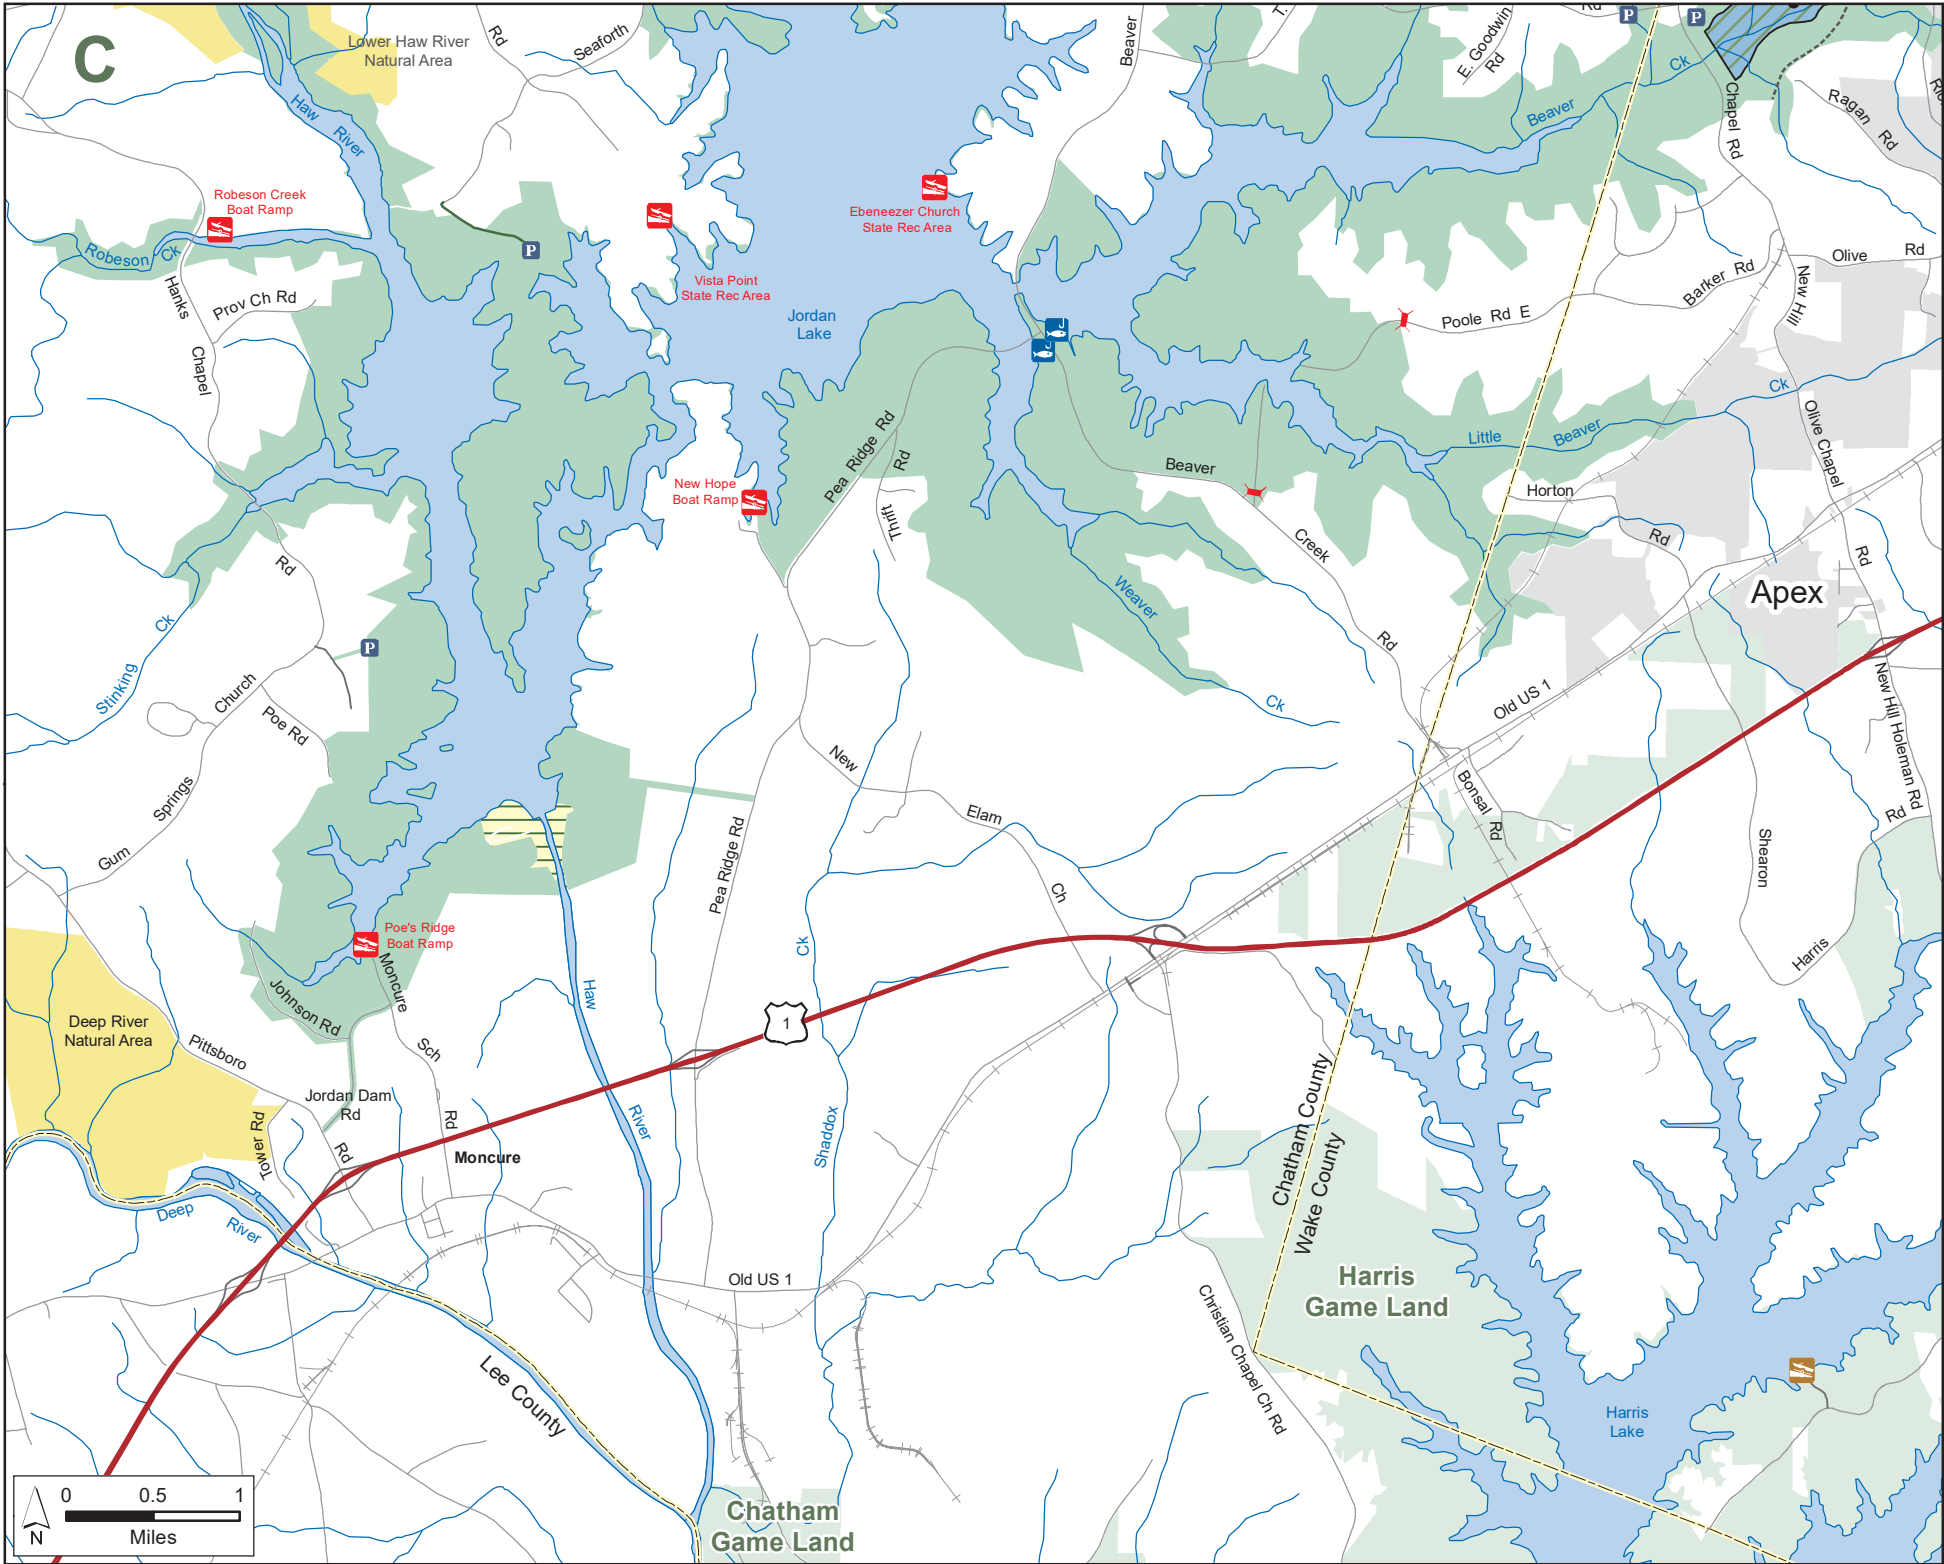 C
Lower Haw River
Natural Area
Rd
Seaforth
Beaver
T.
E. Goodwin
Rd
Rd
P
P
Ck
Beaver
Chapel Rd
Ragan
Rd
Haw
River
Robeson Creek
Boat Ramp
Robeson
Ck
Hanks
Prov Ch Rd
Chapel
P
Ebeneezer Church
State Rec Area
Vista Point
State Rec Area
Jordan
Lake
Olive
Rd
Barker Rd
New Hill
Poole Rd E
Ck
Little
Beaver
Olive Chapel
Pea Ridge Rd
Rd
Thrift
Beaver
New Hope
Boat Ramp
Horton
Rd
Creek
Rd
Rd
Apex
Weaver
Ck
Rd
Ck
Stinking
P
Church
Poe Rd
Springs
Gum
Old US 1
New Hill Holeman Rd
New
Elam
Ch
Bonsal
Rd
Shearon
Rd
Harris
Pea Ridge Rd
Poe's Ridge
Boat Ramp
Moncure
Johnson Rd
Sch
Rd
Ck
Haw
1
Deep River
Natural Area
Pittsboro
Jordan Dam
Rd
Tower Rd
Rd
Moncure
River
Shaddox
Chatham County
Wake County
Deep
River
Old US 1
Harris
Game Land
Christian Chapel Ch Rd
Lee County
Harris
Lake
0
0.5
1
Miles
N
Chatham
Game Land